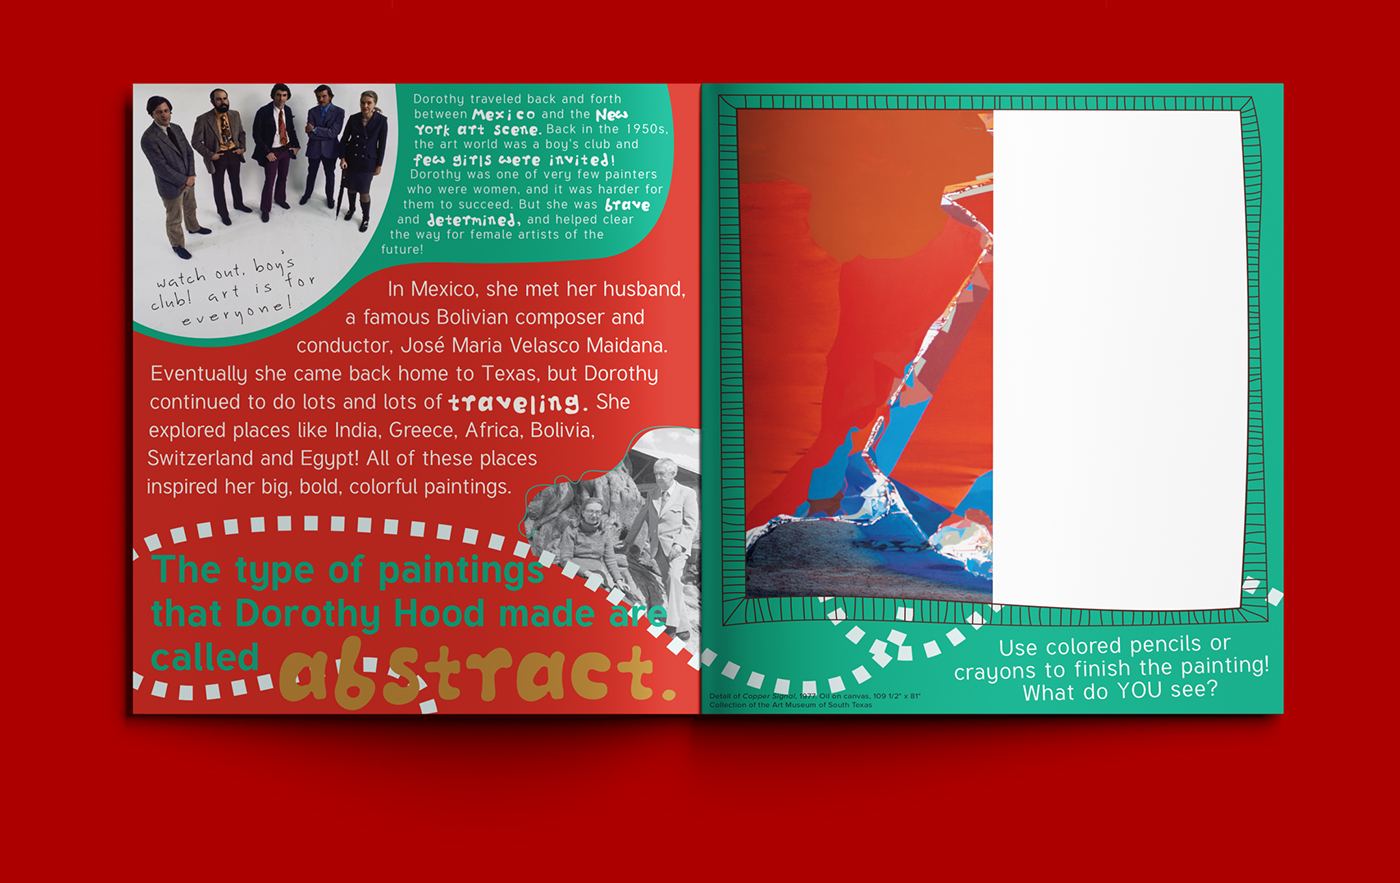 Dorothy traveled back and forth
between Mexico and the New
York art scene. Back in the 1950s,
the art world was a boy's club and
few girls were invited!
Dorothy was one of very few painters
who were women, and it was harder for
them to succeed. But she was brave
and determined, and helped clear
the way for female artists of the
future!
watch out, boy's
club! art is for
everyone!
In Mexico, she met her husband,
a famous Bolivian composer and
conductor, José Maria Velasco Maidana.
Eventually she came back home to Texas, but Dorothy
continued to do lots and lots of traveling. She
explored places like India, Greece, Africa, Bolivia,
Switzerland and Egypt! All of these places
inspired her big, bold, colorful paintings.
The type of paintings
that Dorothy Hood made are
called abstract.
Use colored pencils or
crayons to finish the painting!
What do YOU see?
Detail of Copper Signal, 1977. Oil on canvas, 109 1/2" x 81"
Collection of the Art Museum of South Texas